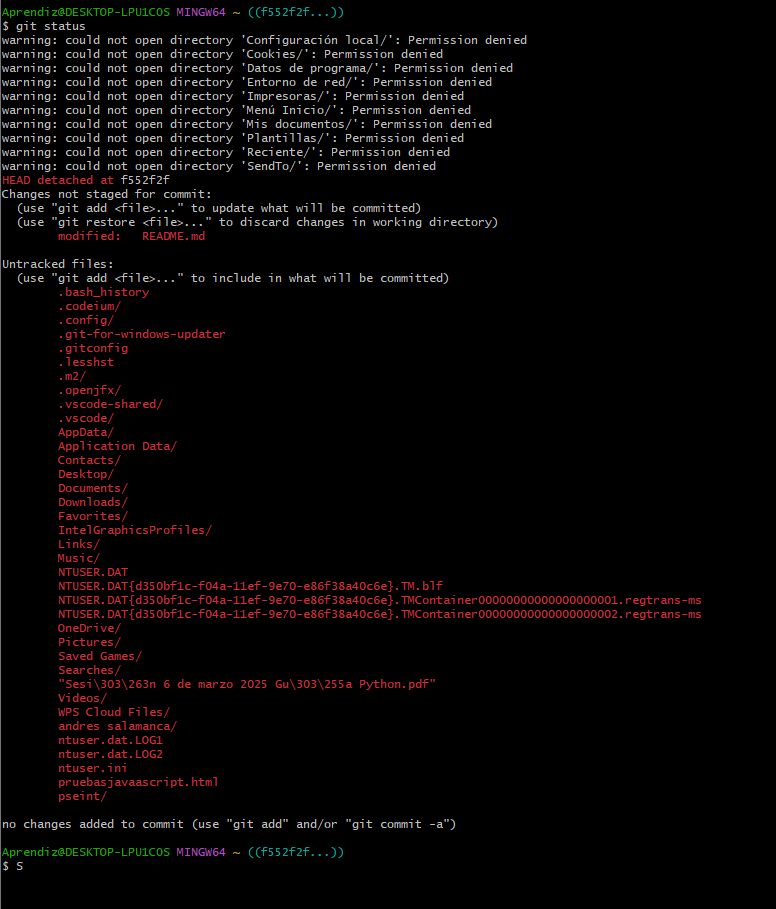 Aprendiz@DESKTOP-LPU1COS MINGW64 ~ ((f552f2f...))
$ git status
warning: could not open directory 'Configuración local/': Permission denied
warning: could not open directory 'Cookies/': Permission denied
warning: could not open directory 'Datos de programa/': Permission denied
warning: could not open directory 'Entorno de red/': Permission denied
warning: could not open directory 'Impresoras/': Permission denied
warning: could not open directory 'Menú Inicio/': Permission denied
warning: could not open directory 'Mis documentos/': Permission denied
warning: could not open directory 'Plantillas/': Permission denied
warning: could not open directory 'Reciente/': Permission denied
warning: could not open directory 'SendTo/': Permission denied
HEAD detached at f552f2f
Changes not staged for commit:
  (use "git add <file>..." to update what will be committed)
  (use "git restore <file>..." to discard changes in working directory)
        modified:   README.md

Untracked files:
  (use "git add <file>..." to include in what will be committed)
        .bash_history
        .codeium/
        .config/
        .git-for-windows-updater
        .gitconfig
        .lesshst
        .m2/
        .openjfx/
        .vscode-shared/
        .vscode/
        AppData/
        Application Data/
        Contacts/
        Desktop/
        Documents/
        Downloads/
        Favorites/
        IntelGraphicsProfiles/
        Links/
        Music/
        NTUSER.DAT
        NTUSER.DAT{d350bf1c-f04a-11ef-9e70-e86f38a40c6e}.TM.blf
        NTUSER.DAT{d350bf1c-f04a-11ef-9e70-e86f38a40c6e}.TMContainer00000000000000000001.regtrans-ms
        NTUSER.DAT{d350bf1c-f04a-11ef-9e70-e86f38a40c6e}.TMContainer00000000000000000002.regtrans-ms
        OneDrive/
        Pictures/
        Saved Games/
        Searches/
        "Sesi\303\263n 6 de marzo 2025 Gu\303\255a Python.pdf"
        Videos/
        WPS Cloud Files/
        andres salamanca/
        ntuser.dat.LOG1
        ntuser.dat.LOG2
        ntuser.ini
        pruebasjavaascript.html
        pseint/

no changes added to commit (use "git add" and/or "git commit -a")

Aprendiz@DESKTOP-LPU1COS MINGW64 ~ ((f552f2f...))
$ S